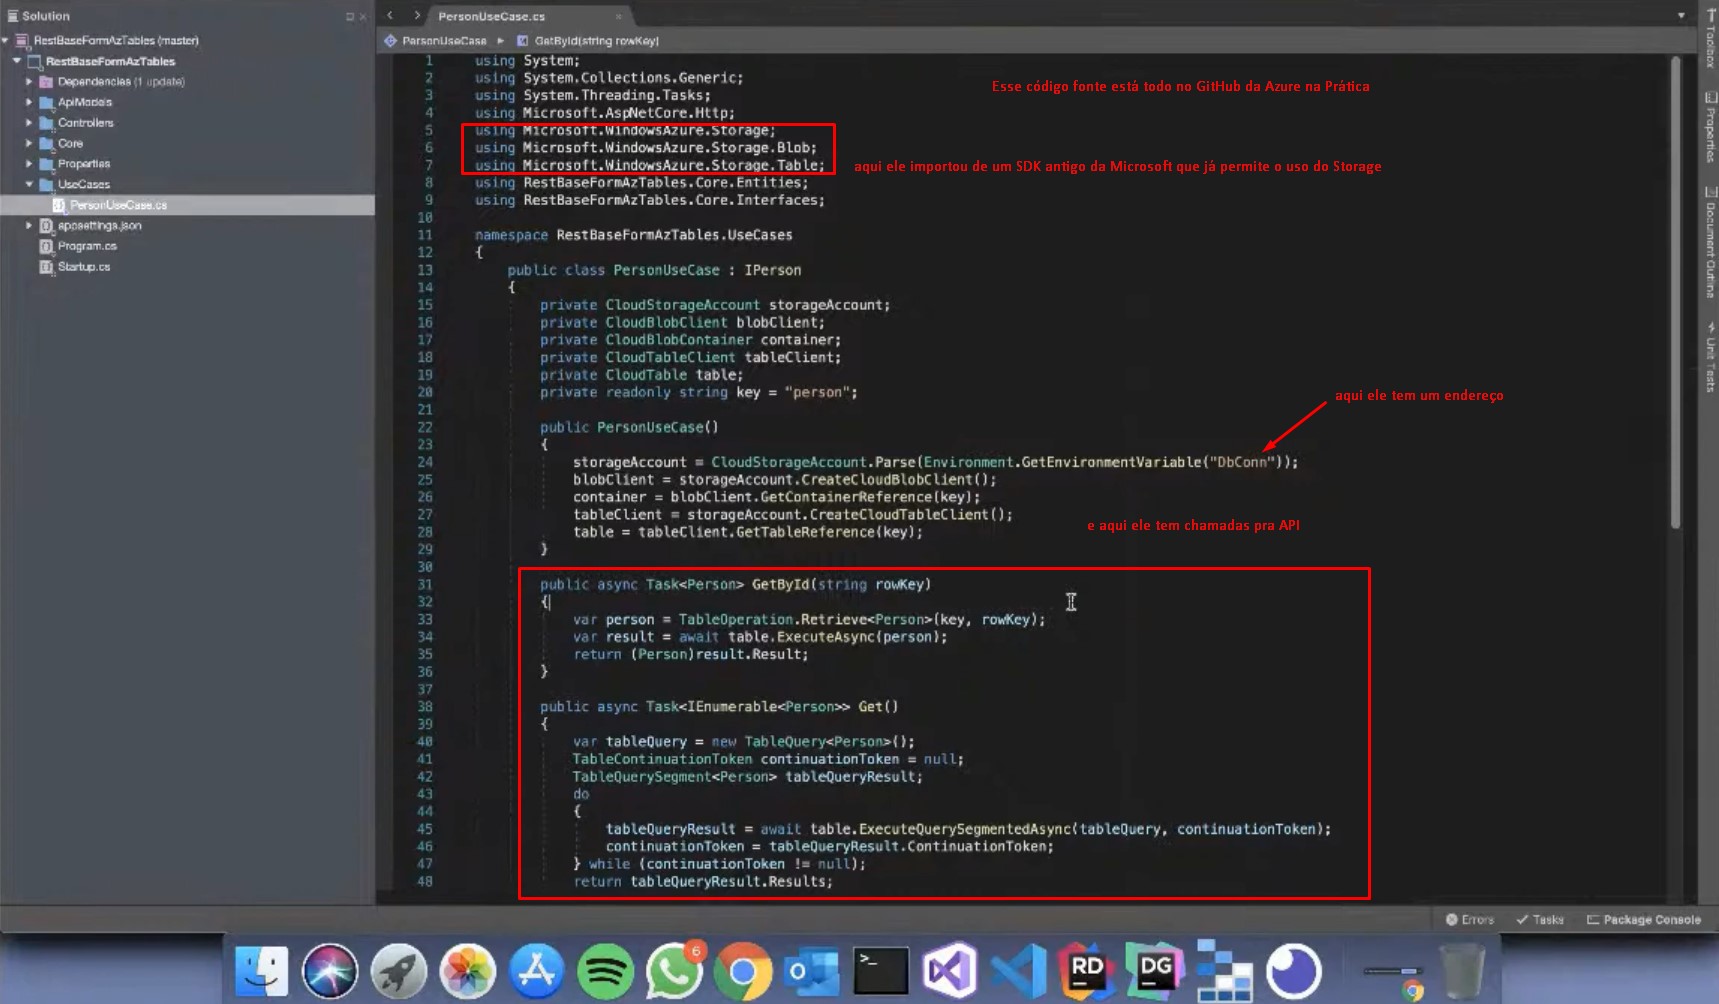 Solution
PersonUseCase.cs
RestBaseFormAzTables (master)
RestBaseFormAzTables
Dependencies (1 update)
ApiModels
Controllers
Core
Properties
UseCases
PersonUseCase.cs
appsettings.json
Program.cs
Startup.cs
PersonUseCase
GetById(string rowKey)
1 using System;
2 using System.Collections.Generic;
3 using System.Threading.Tasks;
4 using Microsoft.AspNetCore.Http;
5 using Microsoft.WindowsAzure.Storage;
6 using Microsoft.WindowsAzure.Storage.Blob;
7 using Microsoft.WindowsAzure.Storage.Table;
8 using RestBaseFormAzTables.Core.Entities;
9 using RestBaseFormAzTables.Core.Interfaces;
10
11 namespace RestBaseFormAzTables.UseCases
12 {
13 public class PersonUseCase : IPerson
14 {
15 private CloudStorageAccount storageAccount;
16 private CloudBlobClient blobClient;
17 private CloudBlobContainer container;
18 private CloudTableClient tableClient;
19 private CloudTable table;
20 private readonly string key = "person";
21
22 public PersonUseCase()
23 {
24 storageAccount = CloudStorageAccount.Parse(Environment.GetEnvironmentVariable("DbConn"));
25 blobClient = storageAccount.CreateCloudBlobClient();
26 container = blobClient.GetContainerReference(key);
27 tableClient = storageAccount.CreateCloudTableClient();
28 table = tableClient.GetTableReference(key);
29 }
30
31 public async Task<Person> GetById(string rowKey)
32 {
33 var person = TableOperation.Retrieve<Person>(key, rowKey);
34 var result = await table.ExecuteAsync(person);
35 return (Person)result.Result;
36 }
37
38 public async Task<IEnumerable<Person>> Get()
39 {
40 var tableQuery = new TableQuery<Person>();
41 TableContinuationToken continuationToken = null;
42 TableQuerySegment<Person> tableQueryResult;
43 do
44 {
45 tableQueryResult = await table.ExecuteQuerySegmentedAsync(tableQuery, continuationToken);
46 continuationToken = tableQueryResult.ContinuationToken;
47 } while (continuationToken != null);
48 return tableQueryResult.Results;
Esse código fonte está todo no GitHub da Azure na Prática
aqui ele importou de um SDK antigo da Microsoft que já permite o uso do Storage
aqui ele tem um endereço
e aqui ele tem chamadas pra API
Toolbox
Properties
Document Outline
Unit Tests
Errors
Tasks
Package Console
6
>_
RD
DG